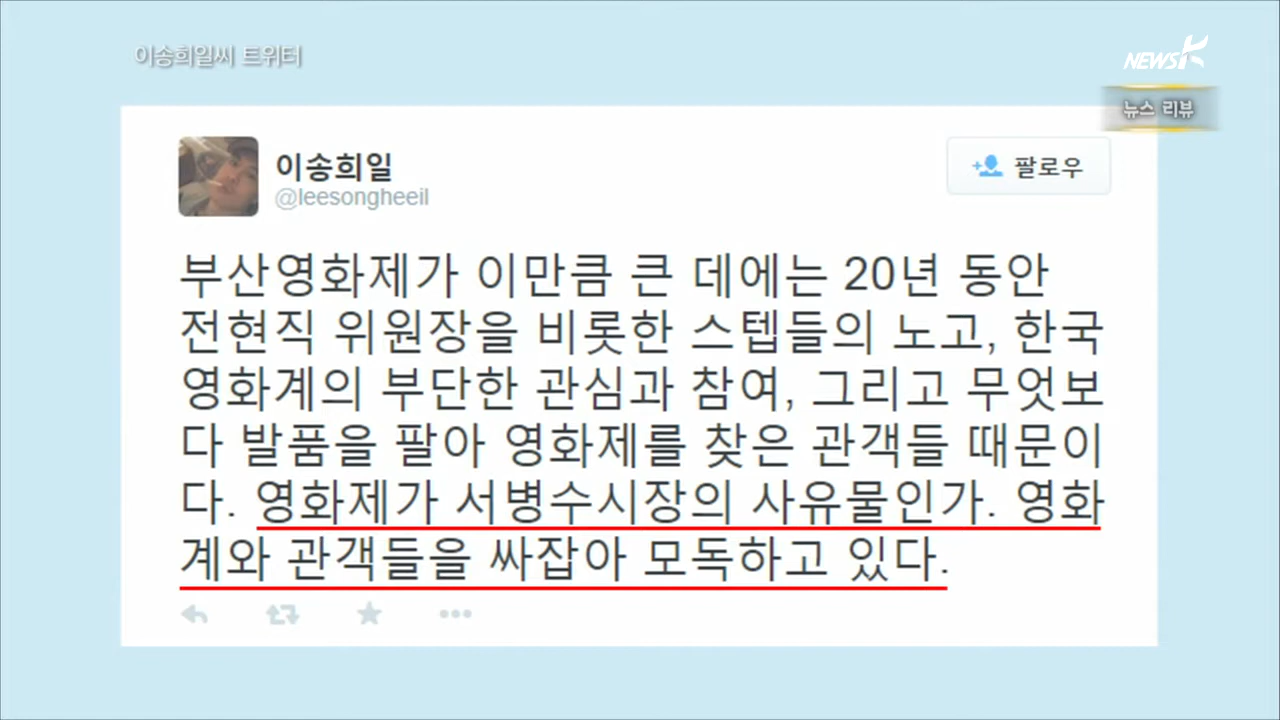 이송희일씨 트위터
NEWS K
뉴스 리뷰
이송희일
@leesongheeil
팔로우
부산영화제가 이만큼 큰 데에는 20년 동안
전현직 위원장을 비롯한 스텝들의 노고, 한국
영화계의 부단한 관심과 참여, 그리고 무엇보
다 발품을 팔아 영화제를 찾은 관객들 때문이
다. 영화제가 서병수시장의 사유물인가. 영화
계와 관객들을 싸잡아 모독하고 있다.